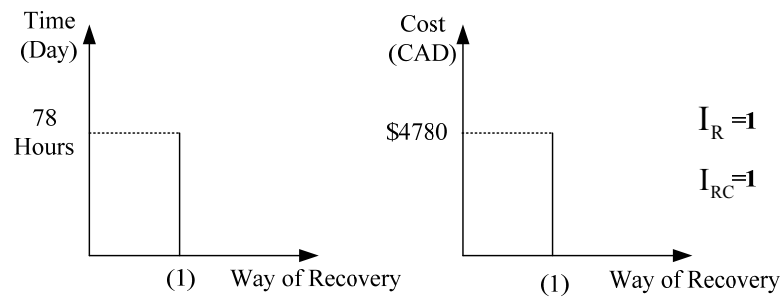 Time
(Day)
78
Hours
(1)
Way of Recovery
Cost
(CAD)
$4780
(1)
Way of Recovery
I_R =1
I_RC =1